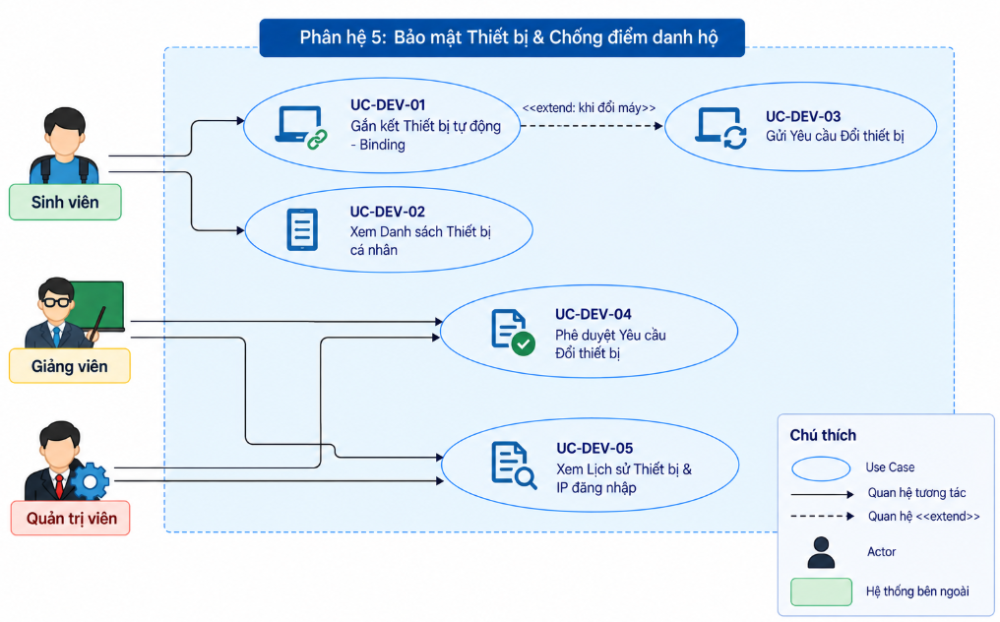 Phân hệ 5: Bảo mật Thiết bị & Chống điểm danh hộ
UC-DEV-01
Gắn kết Thiết bị tự động
- Binding
<<extend: khi đổi máy>>
UC-DEV-03
Gửi Yêu cầu Đổi thiết bị
Sinh viên
UC-DEV-02
Xem Danh sách Thiết bị
cá nhân
Giảng viên
UC-DEV-04
Phê duyệt Yêu cầu
Đổi thiết bị
Quản trị viên
UC-DEV-05
Xem Lịch sử Thiết bị &
IP đăng nhập
Chú thích
Use Case
Quan hệ tương tác
Quan hệ <<extend>>
Actor
Hệ thống bên ngoài